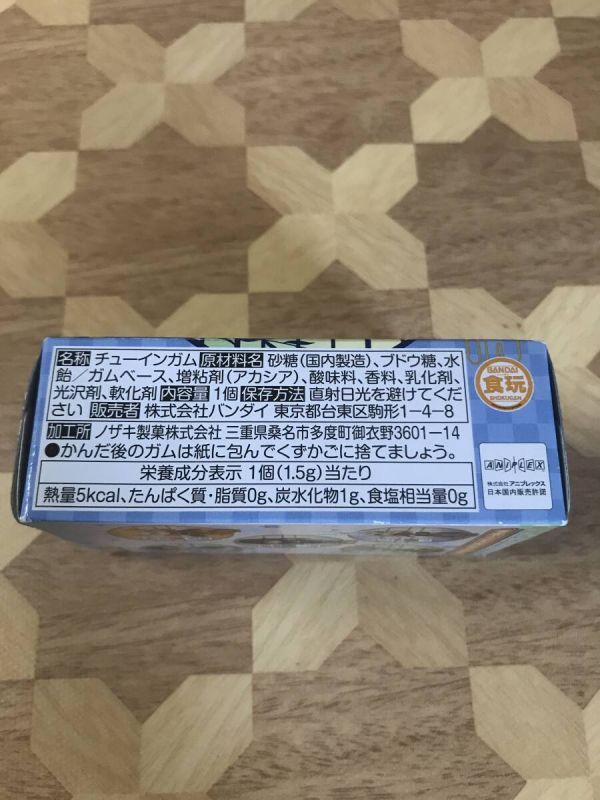 名称 チューインガム 原材料名 砂糖(国内製造)、ブドウ糖、水
飴/ガムベース、増粘剤(アカシア)、酸味料、香料、乳化剤、
光沢剤、軟化剤 内容量 1個 保存方法 直射日光を避けてくだ
さい 販売者 株式会社バンダイ 東京都台東区駒形1-4-8
加工所 ノザキ製菓株式会社 三重県桑名市多度町御衣野3601-14
●かんだ後のガムは紙に包んでくずかごに捨てましょう。
栄養成分表示 1個(1.5g)当たり
熱量5kcal、たんぱく質・脂質0g、炭水化物1g、食塩相当量0g
BANDAI
食玩
SHOKUGAN
ANIPLEX
株式会社 アニプレックス
日本国内販売許諾